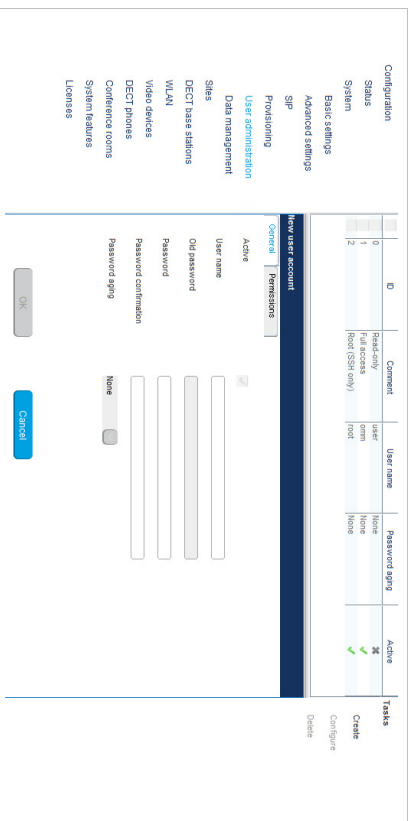 Configuration
Status
System
Basic settings
Advanced settings
SIP
Provisioning
User administration
Data management
Sites
DECT base stations
WLAN
Video devices
DECT phones
Conference rooms
System features
Licenses
ID Comment User name Password aging Active
0 Read-only user None
1 Full access omm None
2 Root (SSH only) root None
New user account
General Permissions
Active
User name
Old password
Password
Password confirmation
Password aging None
OK Cancel
Tasks
Create
Configure
Delete